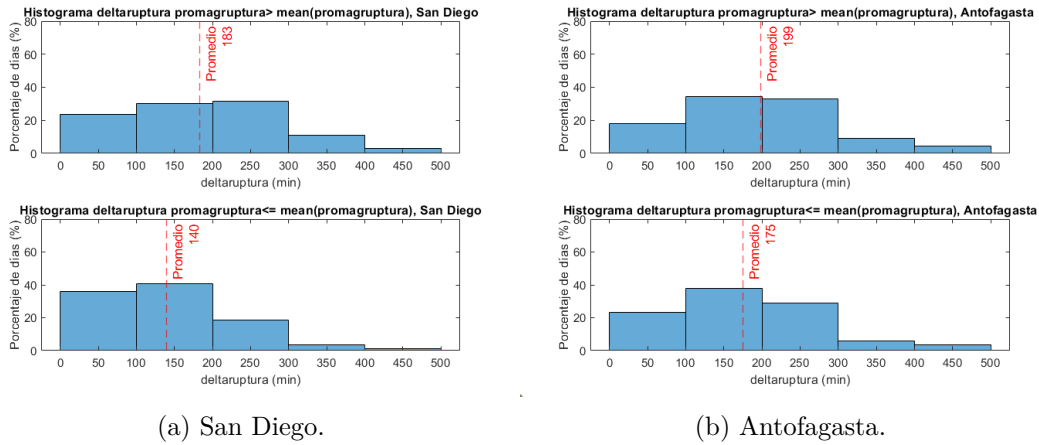 Histograma deltaruptura promagruptura> mean(promagruptura), San Diego
Porcentaje de días (%)
80
60
40
20
0
Promedio
183
0 50 100 150 200 250 300 350 400 450 500
deltaruptura (min)
Histograma deltaruptura promagruptura<= mean(promagruptura), San Diego
Porcentaje de días (%)
80
60
40
20
0
Promedio
140
0 50 100 150 200 250 300 350 400 450 500
deltaruptura (min)
(a) San Diego.
Histograma deltaruptura promagruptura> mean(promagruptura), Antofagasta
Porcentaje de días (%)
80
60
40
20
0
Promedio
199
0 50 100 150 200 250 300 350 400 450 500
deltaruptura (min)
Histograma deltaruptura promagruptura<= mean(promagruptura), Antofagasta
Porcentaje de días (%)
80
60
40
20
0
Promedio
175
0 50 100 150 200 250 300 350 400 450 500
deltaruptura (min)
(b) Antofagasta.